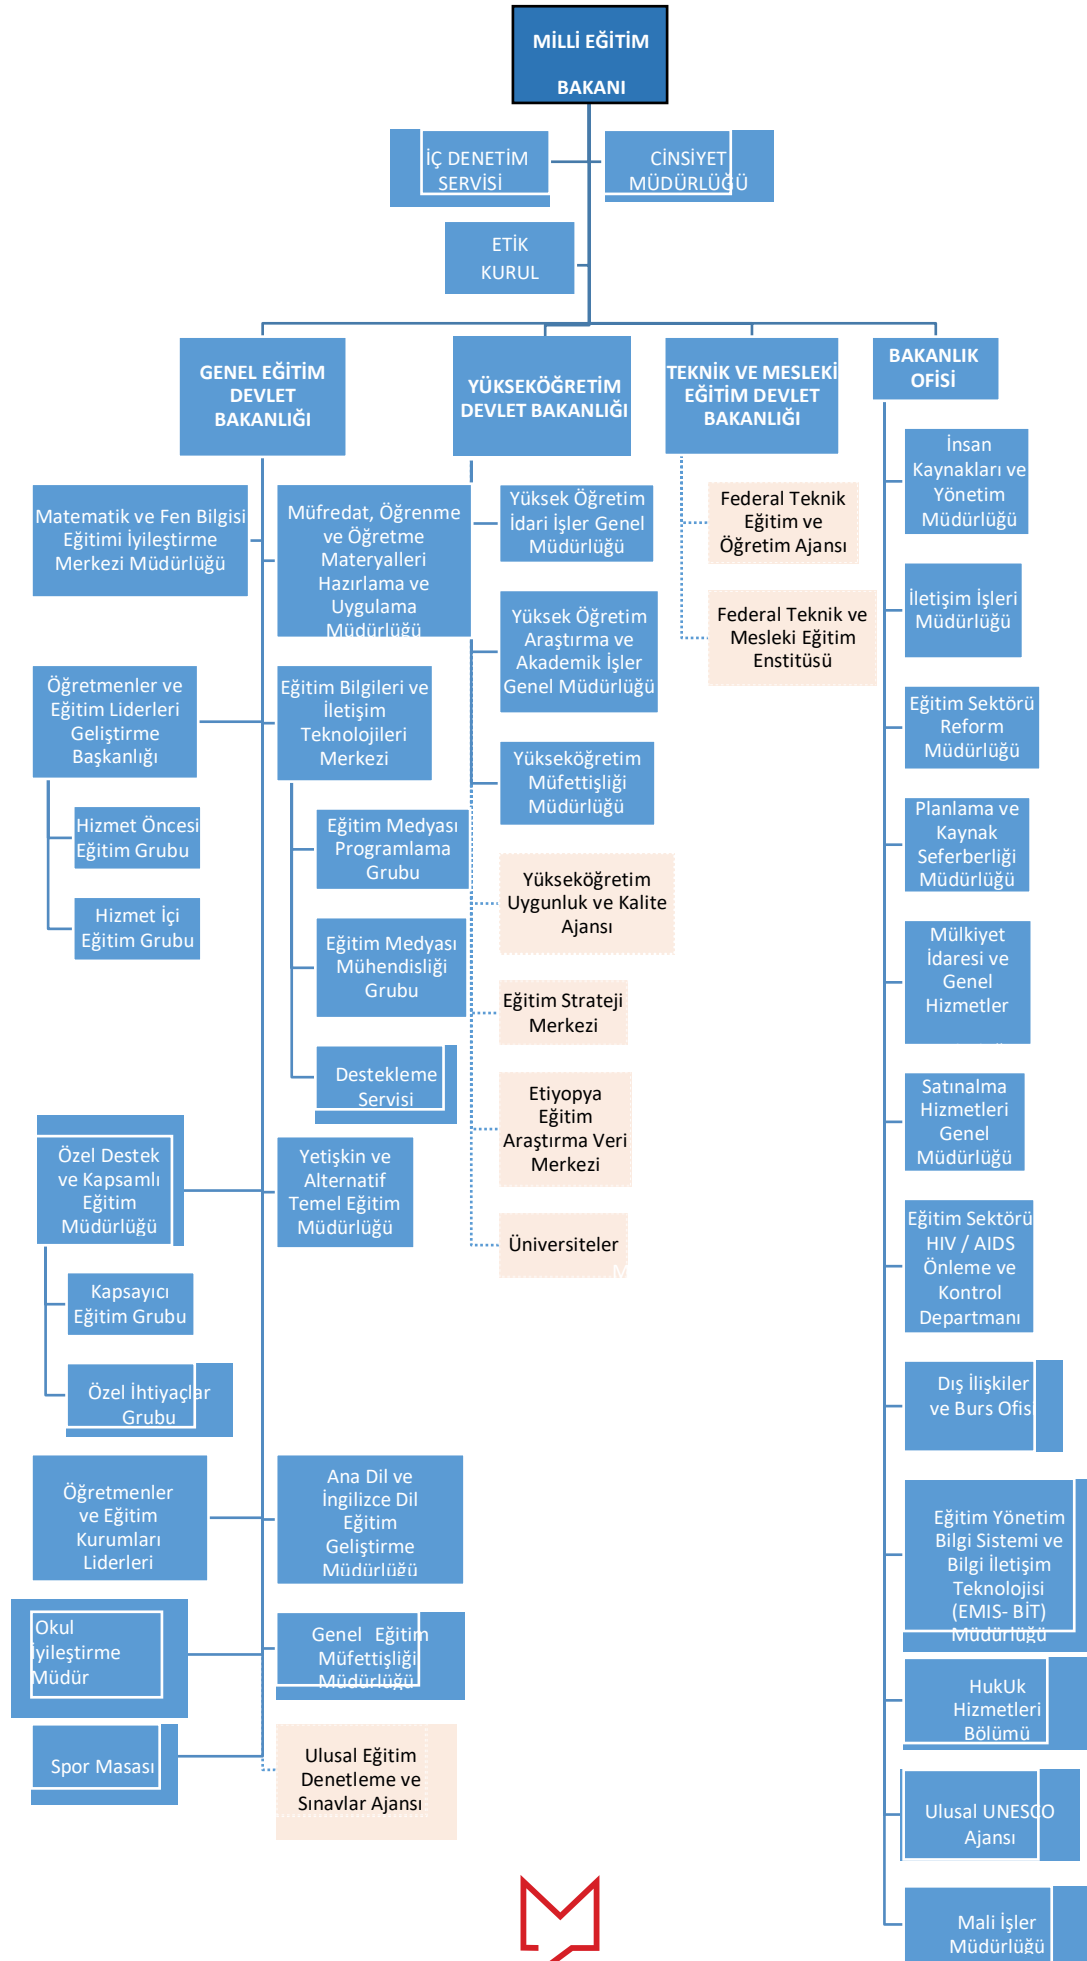 MİLLİ EĞİTİM
BAKANI
İÇ DENETİM
SERVİSİ
CİNSİYET
MÜDÜRLÜĞÜ
ETİK
KURUL
GENEL EĞİTİM
DEVLET
BAKANLIĞI
Matematik ve Fen Bilgisi
Eğitimi İyileştirme
Merkezi Müdürlüğü
Müfredat, Öğrenme
ve Öğretme
Materyalleri
Hazırlama ve
Uygulama
Müdürlüğü
Öğretmenler ve
Eğitim Liderleri
Geliştirme
Başkanlığı
Hizmet Öncesi
Eğitim Grubu
Hizmet İçi
Eğitim Grubu
Eğitim Bilgileri ve
İletişim
Teknolojileri
Merkezi
Eğitim Medyası
Programlama
Grubu
Eğitim Medyası
Mühendisliği
Grubu
Destekleme
Servisi
Özel Destek
ve Kapsamlı
Eğitim
Müdürlüğü
Kapsayıcı
Eğitim Grubu
Özel İhtiyaçlar
Grubu
Yetişkin ve
Alternatif
Temel Eğitim
Müdürlüğü
Öğretmenler
ve Eğitim
Kurumları
Liderleri
Ana Dil ve
İngilizce Dil
Eğitim
Geliştirme
Müdürlüğü
Okul
İyileştirme
Müdür
Genel Eğitim
Müfettişliği
Müdürlüğü
Spor Masası
Ulusal Eğitim
Denetleme ve
Sınavlar Ajansı
YÜKSEKÖĞRETİM
DEVLET BAKANLIĞI
Yüksek Öğretim
İdari İşler Genel
Müdürlüğü
Yüksek Öğretim
Araştırma ve
Akademik İşler
Genel Müdürlüğü
Yükseköğretim
Müfettişliği
Müdürlüğü
Yükseköğretim
Uygunluk ve Kalite
Ajansı
Eğitim Strateji
Merkezi
Etiyopya
Eğitim
Araştırma Veri
Merkezi
Üniversiteler
TEKNİK VE MESLEKİ
EĞİTİM DEVLET
BAKANLIĞI
Federal Teknik
Eğitim ve
Öğretim Ajansı
Federal Teknik ve
Mesleki Eğitim
Enstitüsü
BAKANLIK
OFİSİ
İnsan
Kaynakları ve
Yönetim
Müdürlüğü
İletişim İşleri
Müdürlüğü
Eğitim Sektörü
Reform
Müdürlüğü
Planlama ve
Kaynak
Seferberliği
Müdürlüğü
Mülkiyet
İdaresi ve
Genel
Hizmetler
Satınalma
Hizmetleri
Genel
Müdürlüğü
Eğitim Sektörü
HIV / AIDS
Önleme ve
Kontrol
Departmanı
Dış İlişkiler
ve Burs Ofisi
Eğitim Yönetim
Bilgi Sistemi ve
Bilgi İletişim
Teknolojisi
(EMIS- BİT)
Müdürlüğü
HukUk
Hizmetleri
Bölümü
Ulusal UNESCO
Ajansı
Mali İşler
Müdürlüğü